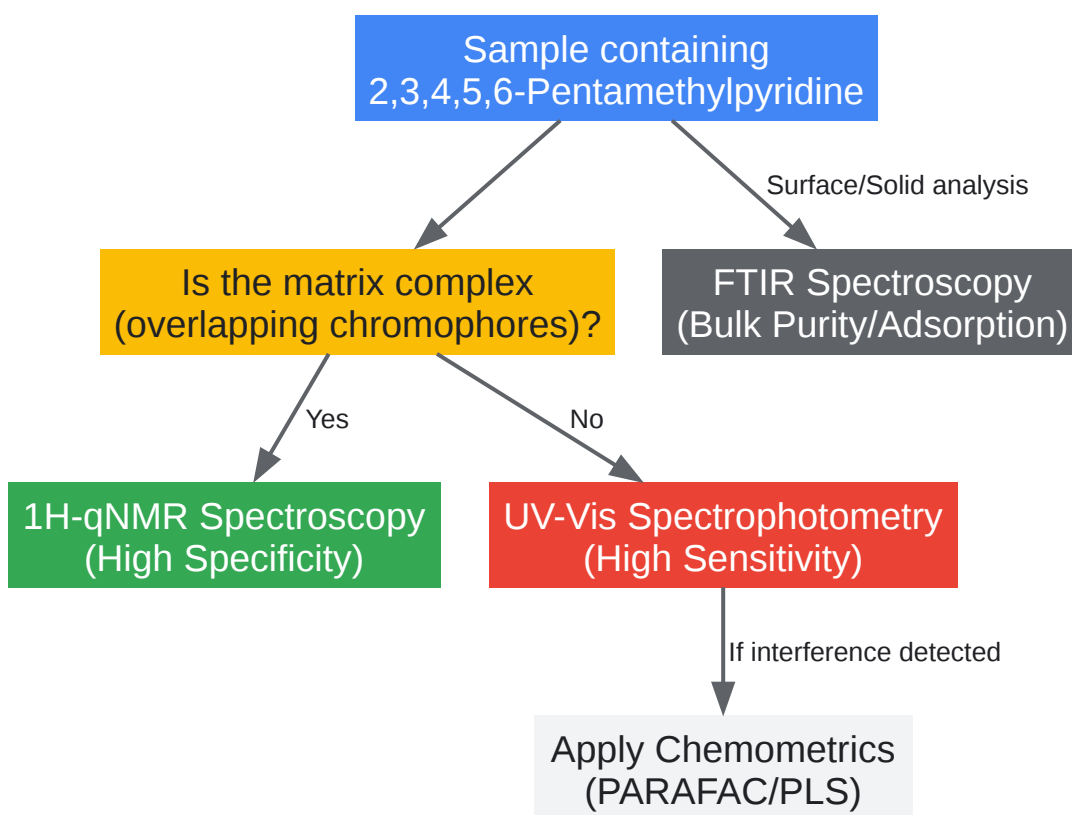 Sample containing
2,3,4,5,6-Pentamethylpyridine
Surface/Solid analysis
Is the matrix complex
(overlapping chromophores)?
FTIR Spectroscopy
(Bulk Purity/Adsorption)
Yes
No
1H-qNMR Spectroscopy
(High Specificity)
UV-Vis Spectrophotometry
(High Sensitivity)
If interference detected
Apply Chemometrics
(PARAFAC/PLS)